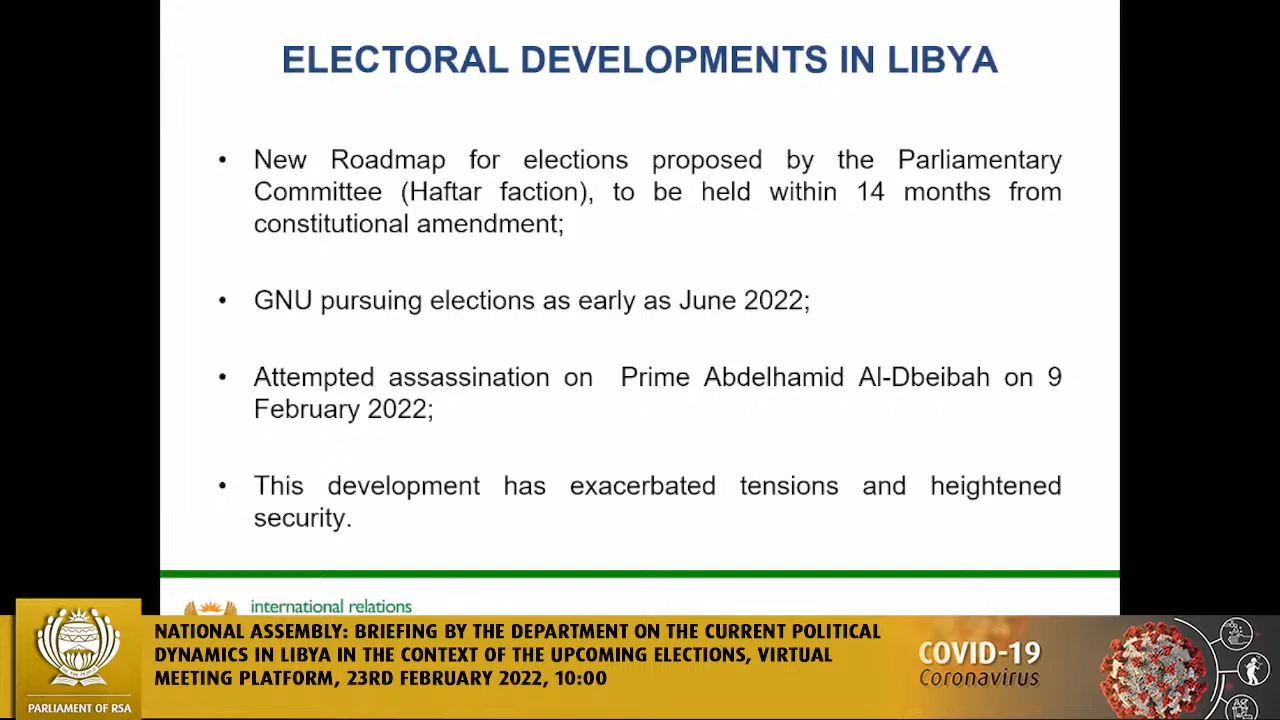 ELECTORAL DEVELOPMENTS IN LIBYA
• New Roadmap for elections proposed by the Parliamentary
Committee (Haftar faction), to be held within 14 months from
constitutional amendment;
• GNU pursuing elections as early as June 2022;
• Attempted assassination on Prime Abdelhamid Al-Dbeibah on 9
February 2022;
• This development has exacerbated tensions and heightened
security.
international relations
NATIONAL ASSEMBLY: BRIEFING BY THE DEPARTMENT ON THE CURRENT POLITICAL
DYNAMICS IN LIBYA IN THE CONTEXT OF THE UPCOMING ELECTIONS, VIRTUAL
MEETING PLATFORM, 23RD FEBRUARY 2022, 10:00
PARLIAMENT OF RSA
COVID-19
Coronavirus